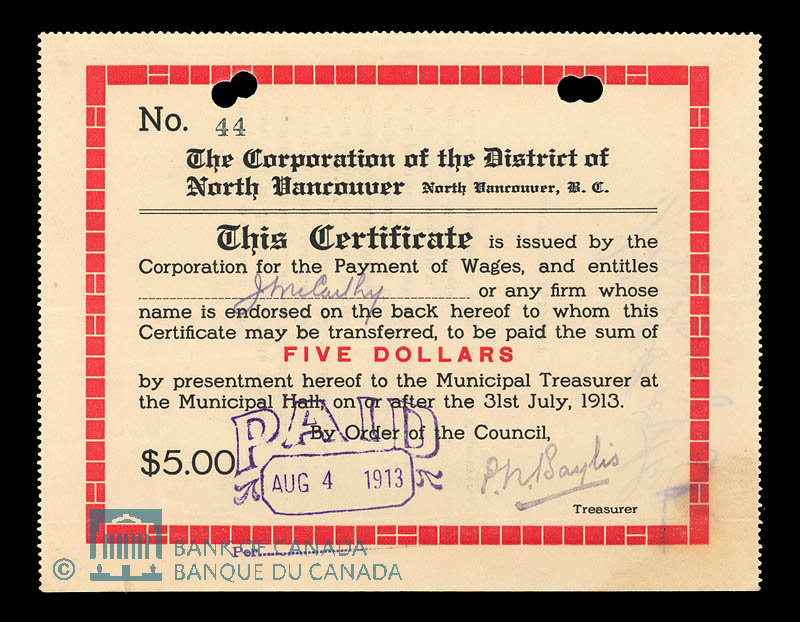 No. 44
The Corporation of the District of
North Vancouver North Vancouver, B. C.
This Certificate is issued by the
Corporation for the Payment of Wages, and entitles
J McCarthy or any firm whose
name is endorsed on the back hereof to whom this
Certificate may be transferred, to be paid the sum of
FIVE DOLLARS
by presentment hereof to the Municipal Treasurer at
the Municipal Hall, on or after the 31st July, 1913.
PAID
By Order of the Council,
$5.00
AUG 4 1913
P. N. Baylis
Treasurer
Per
© BANK OF CANADA
BANQUE DU CANADA